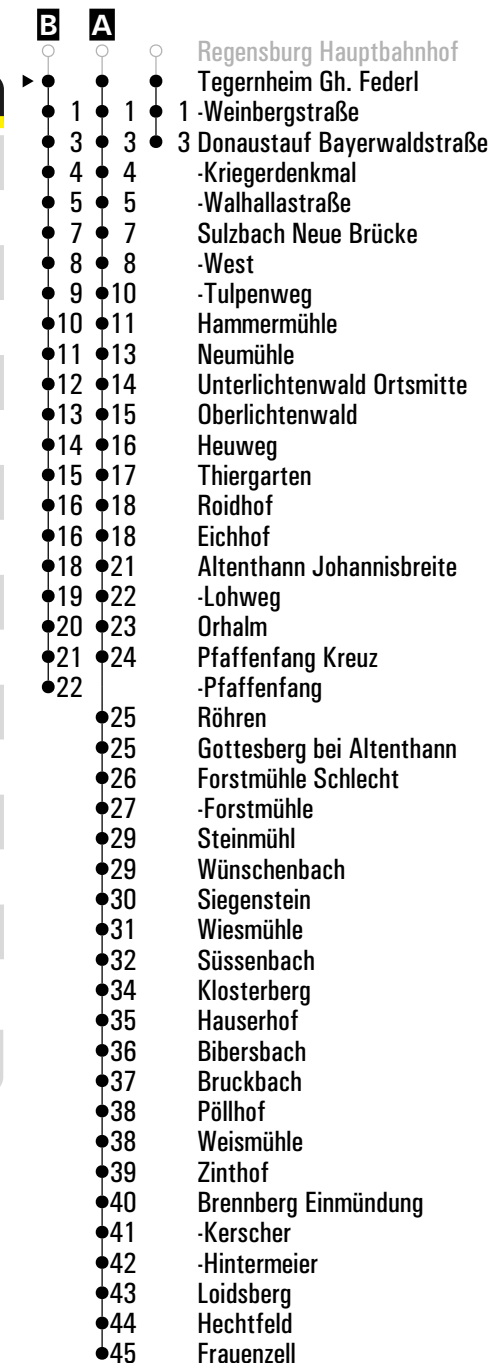 B A
Regensburg Hauptbahnhof
Tegernheim Gh. Federl
1 1 1 -Weinbergstraße
3 3 3 Donaustauf Bayerwaldstraße
4 4 -Kriegerdenkmal
5 5 -Walhallastraße
7 7 Sulzbach Neue Brücke
8 8 -West
9 10 -Tulpenweg
10 11 Hammermühle
11 13 Neumühle
12 14 Unterlichtenwald Ortsmitte
13 15 Oberlichtenwald
14 16 Heuweg
15 17 Thiergarten
16 18 Roidhof
16 18 Eichhof
18 21 Altenthann Johannisbreite
19 22 -Lohweg
20 23 Orhalm
21 24 Pfaffenfang Kreuz
22 -Pfaffenfang
25 Röhren
25 Gottesberg bei Altenthann
26 Forstmühle Schlecht
27 -Forstmühle
29 Steinmühl
29 Wünschenbach
30 Siegenstein
31 Wiesmühle
32 Süssenbach
34 Klosterberg
35 Hauserhof
36 Bibersbach
37 Bruckbach
38 Pöllhof
38 Weismühle
39 Zinthof
40 Brennberg Einmündung
41 -Kerscher
42 -Hintermeier
43 Loidsberg
44 Hechtfeld
45 Frauenzell